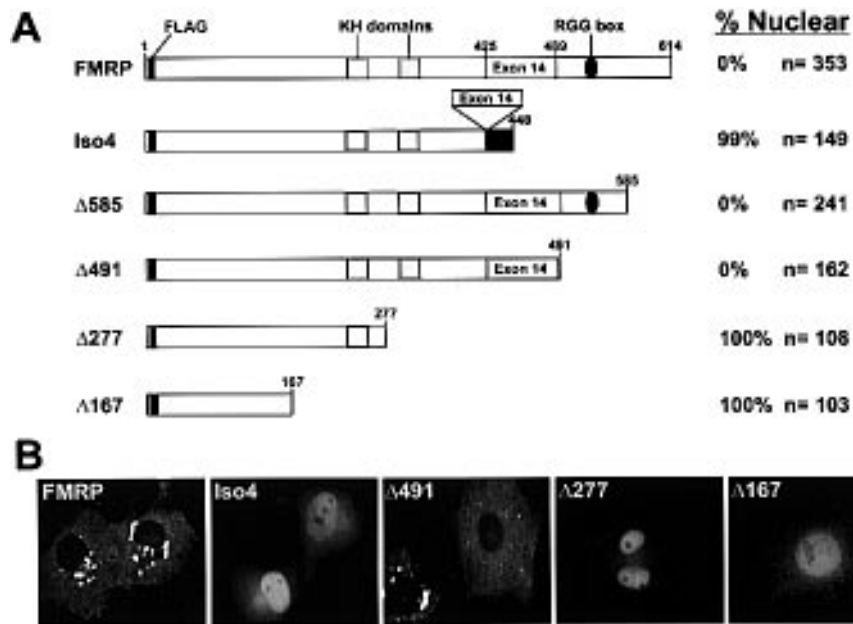 A
% Nuclear
FLAG
KH domains
RGG box
1
425
489
614
FMRP
Exon 14
0% n= 353
Exon 14
448
Iso4
99% n= 149
585
Δ585
Exon 14
0% n= 241
491
Δ491
Exon 14
0% n= 162
277
Δ277
100% n= 108
167
Δ167
100% n= 103
B
FMRP
Iso4
Δ491
Δ277
Δ167